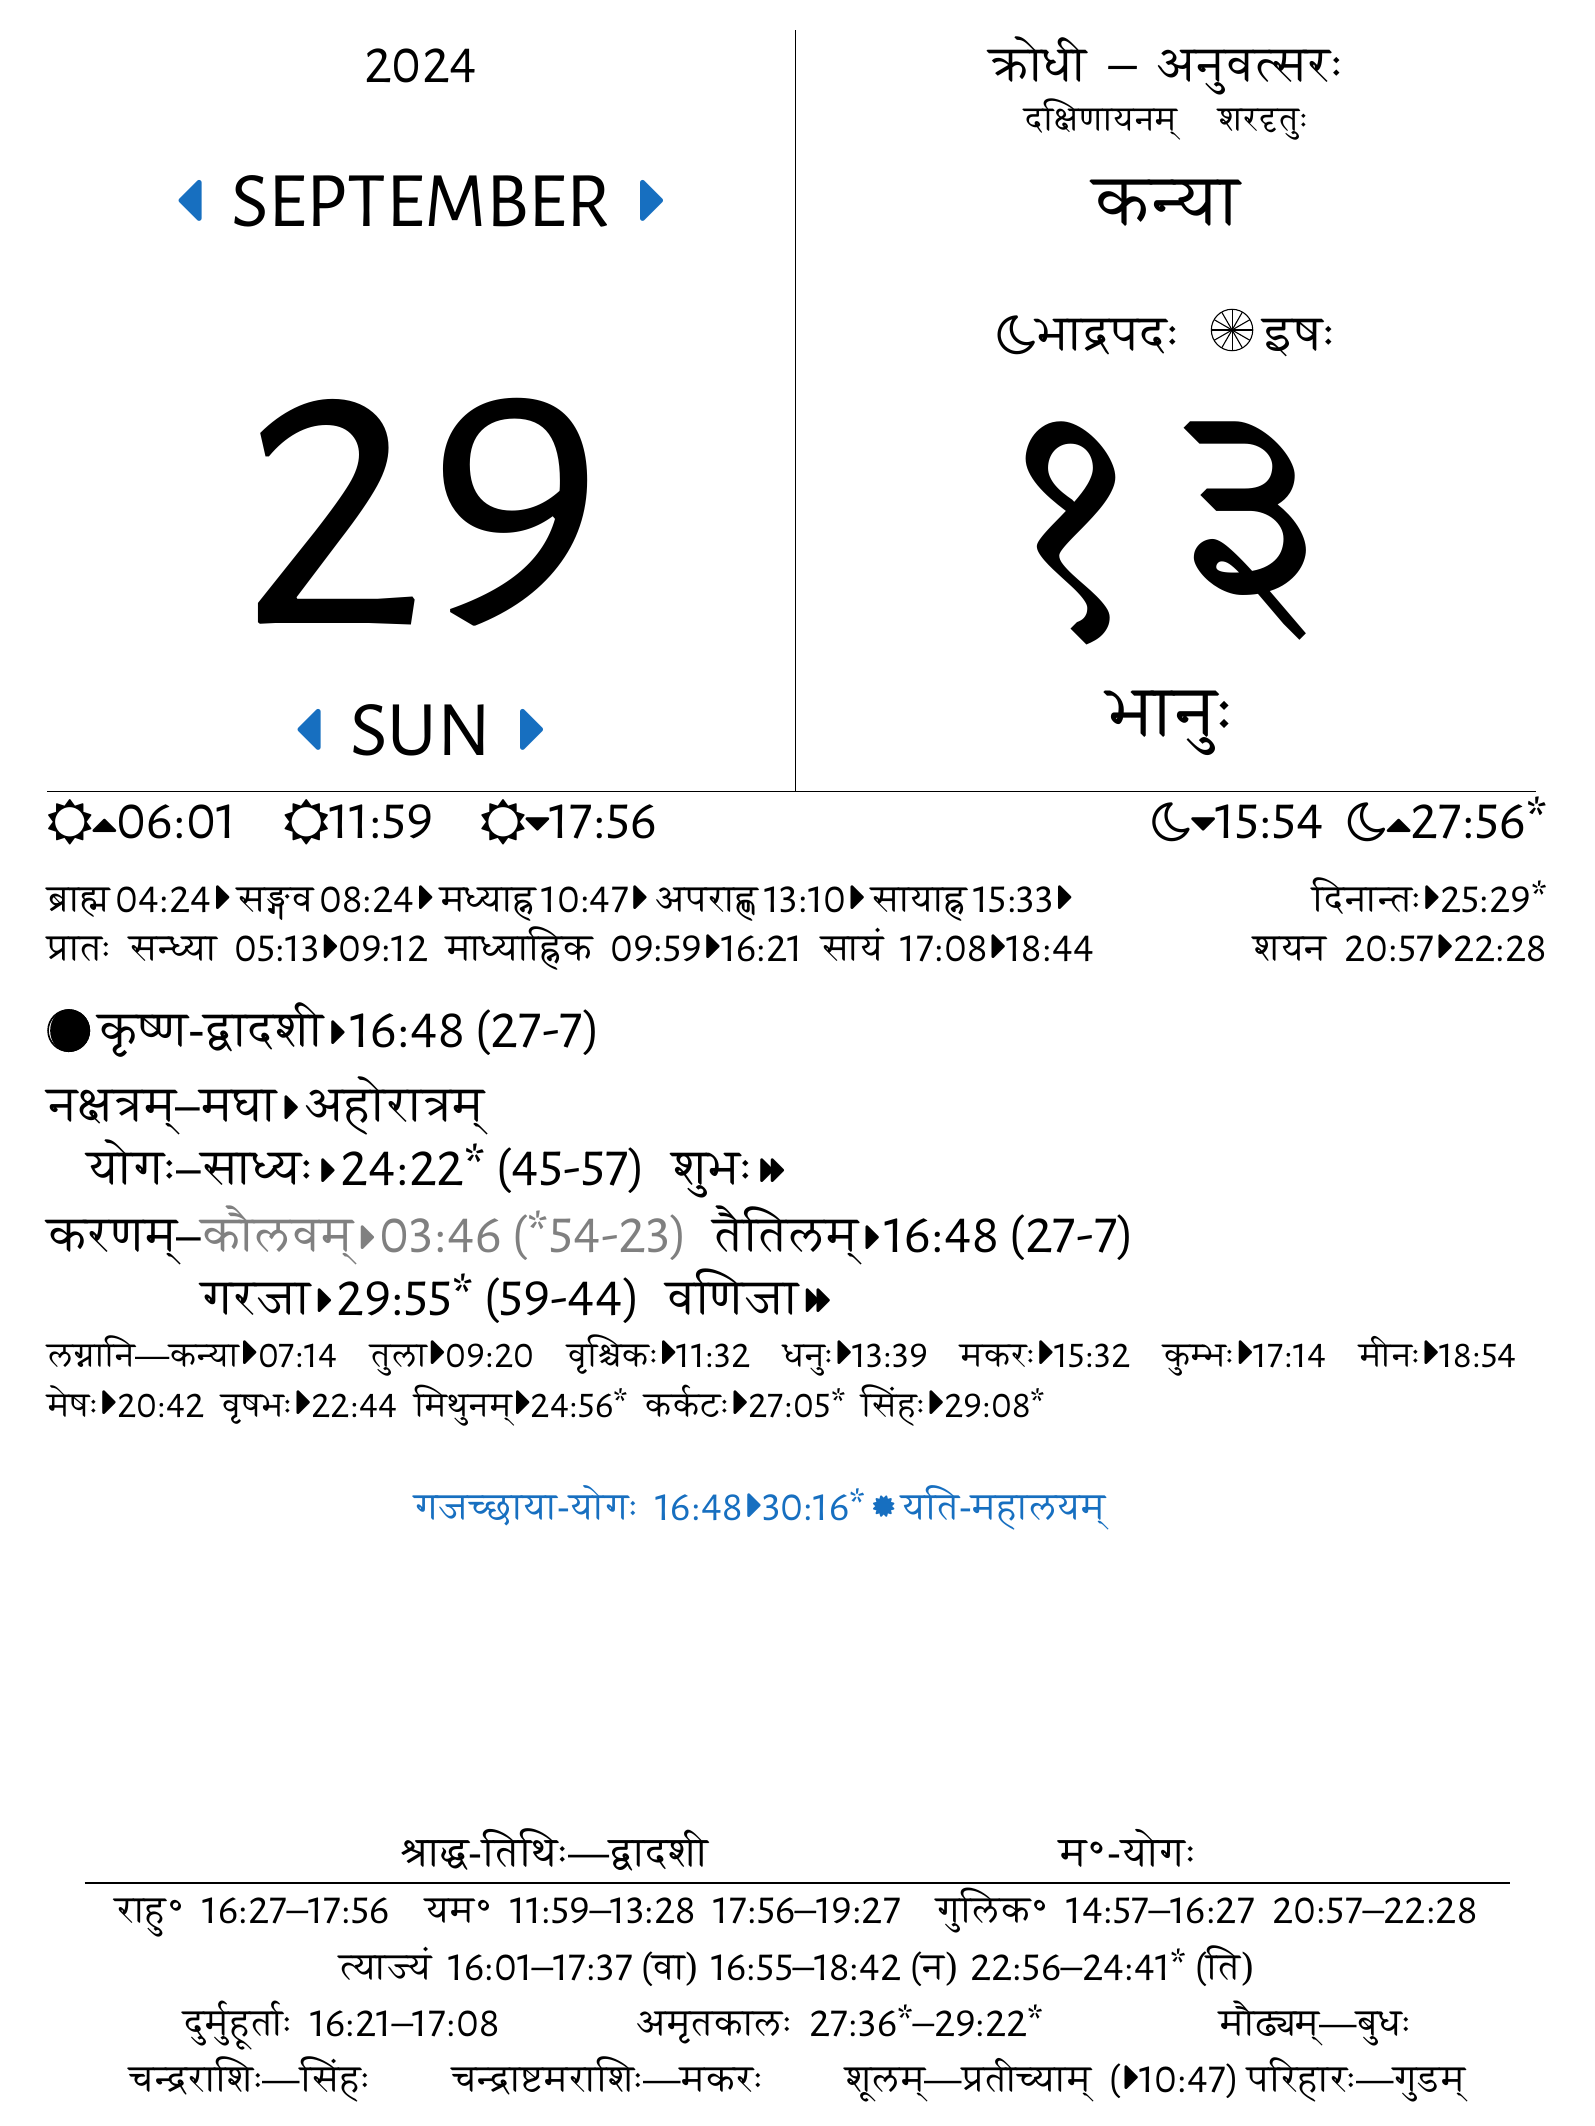 2024
SEPTEMBER
29
SUN
क्रोधी – अनुवत्सरः
दक्षिणायनम् शरदृतुः
कन्या
भाद्रपदः इषः
१३
भानुः
06:01 11:59 17:56 15:54 27:56*
ब्राह्म 04:24 सङ्गव 08:24 मध्याह्न 10:47 अपराह्ण 13:10 सायाह्न 15:33 दिनान्तः 25:29*
प्रातः सन्ध्या 05:13 09:12 माध्याह्निक 09:59 16:21 सायं 17:08 18:44 शयन 20:57 22:28
कृष्ण-द्वादशी 16:48 (27-7)
नक्षत्रम्–मघा अहोरात्रम्
योगः–साध्यः 24:22* (45-57) शुभः
करणम्–कौलवम् 03:46 (*54-23) तैतिलम् 16:48 (27-7)
गरजा 29:55* (59-44) वणिजा
लग्नानि—कन्या 07:14 तुला 09:20 वृश्चिकः 11:32 धनुः 13:39 मकरः 15:32 कुम्भः 17:14 मीनः 18:54
मेषः 20:42 वृषभः 22:44 मिथुनम् 24:56* कर्कटः 27:05* सिंहः 29:08*
गजच्छाया-योगः 16:48 30:16* यति-महालयम्
श्राद्ध-तिथिः—द्वादशी म॰-योगः
राहु॰ 16:27–17:56 यम॰ 11:59–13:28 17:56–19:27 गुलिक॰ 14:57–16:27 20:57–22:28
त्याज्यं 16:01–17:37 (वा) 16:55–18:42 (न) 22:56–24:41* (ति)
दुर्मुहूर्ताः 16:21–17:08 अमृतकालः 27:36*–29:22* मौढ्यम्—बुधः
चन्द्रराशिः—सिंहः चन्द्राष्टमराशिः—मकरः शूलम्—प्रतीच्याम् (10:47) परिहारः—गुडम्